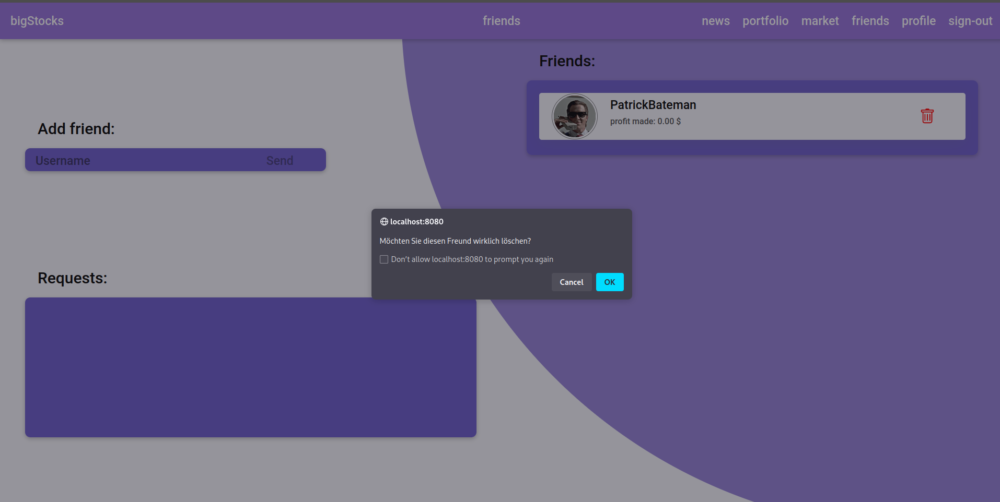 bigStocks
friends
news portfolio market friends profile sign-out
Friends:
PatrickBateman
profit made: 0.00 $
Add friend:
Username Send
Requests:
localhost:8080
Möchten Sie diesen Freund wirklich löschen?
Don’t allow localhost:8080 to prompt you again
Cancel OK